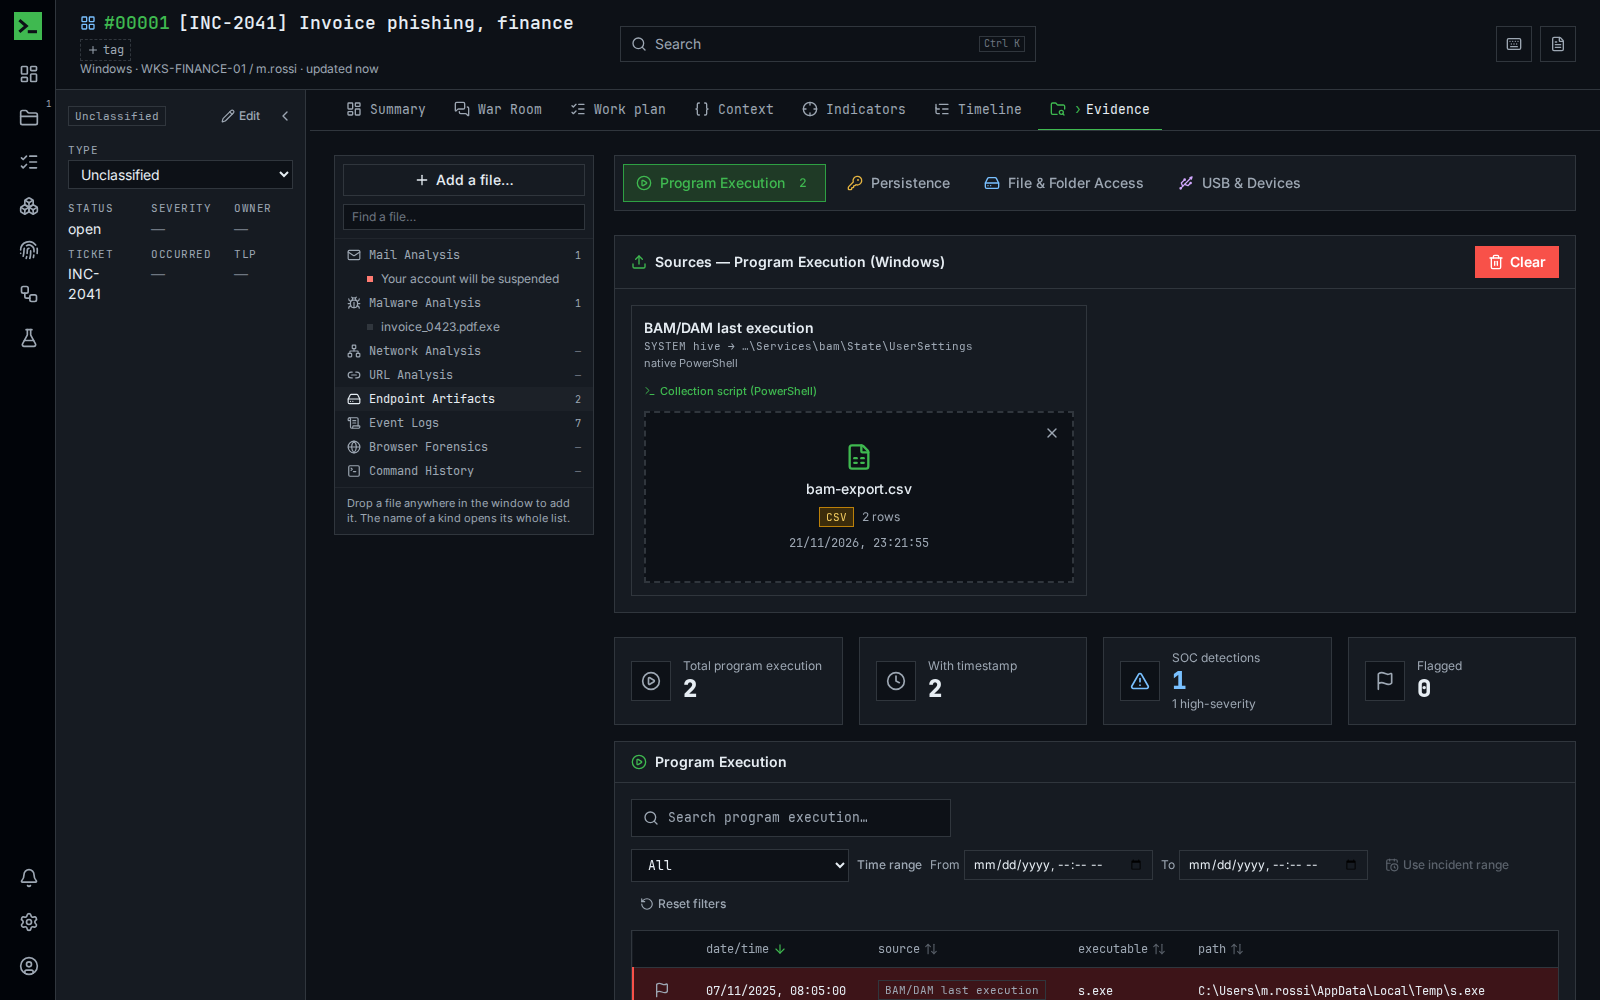 #00001 [INC-2041] Invoice phishing, finance
+ tag
Windows · WKS-FINANCE-01 / m.rossi · updated now
Search
Ctrl K
1
Unclassified
Edit
TYPE
Unclassified
STATUS SEVERITY OWNER
open — —
TICKET OCCURRED TLP
INC-2041 — —
Summary
War Room
Work plan
Context
Indicators
Timeline
› Evidence
+ Add a file...
Find a file...
Mail Analysis 1
Your account will be suspended
Malware Analysis 1
invoice_0423.pdf.exe
Network Analysis –
URL Analysis –
Endpoint Artifacts 2
Event Logs 7
Browser Forensics –
Command History –
Drop a file anywhere in the window to add
it. The name of a kind opens its whole list.
Program Execution 2
Persistence
File & Folder Access
USB & Devices
Sources — Program Execution (Windows)
Clear
BAM/DAM last execution
SYSTEM hive → …\Services\bam\State\UserSettings
native PowerShell
Collection script (PowerShell)
bam-export.csv
CSV 2 rows
21/11/2026, 23:21:55
Total program execution
2
With timestamp
2
SOC detections
1
1 high-severity
Flagged
0
Program Execution
Search program execution…
All
Time range From mm/dd/yyyy, --:-- -- To mm/dd/yyyy, --:-- -- Use incident range
Reset filters
date/time source executable path
07/11/2025, 08:05:00 BAM/DAM last execution s.exe C:\Users\m.rossi\AppData\Local\Temp\s.exe